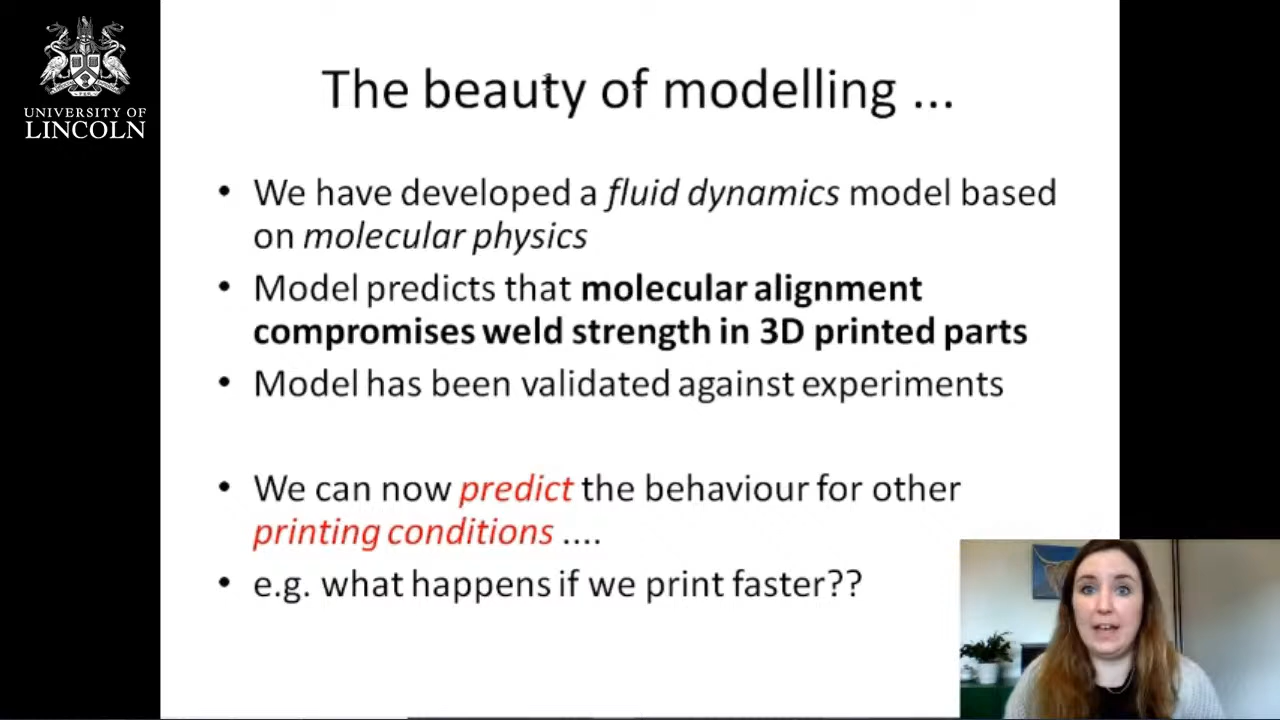 UNIVERSITY OF
LINCOLN
The beauty of modelling ...
• We have developed a fluid dynamics model based
on molecular physics
• Model predicts that molecular alignment
compromises weld strength in 3D printed parts
• Model has been validated against experiments
• We can now predict the behaviour for other
printing conditions ....
• e.g. what happens if we print faster??